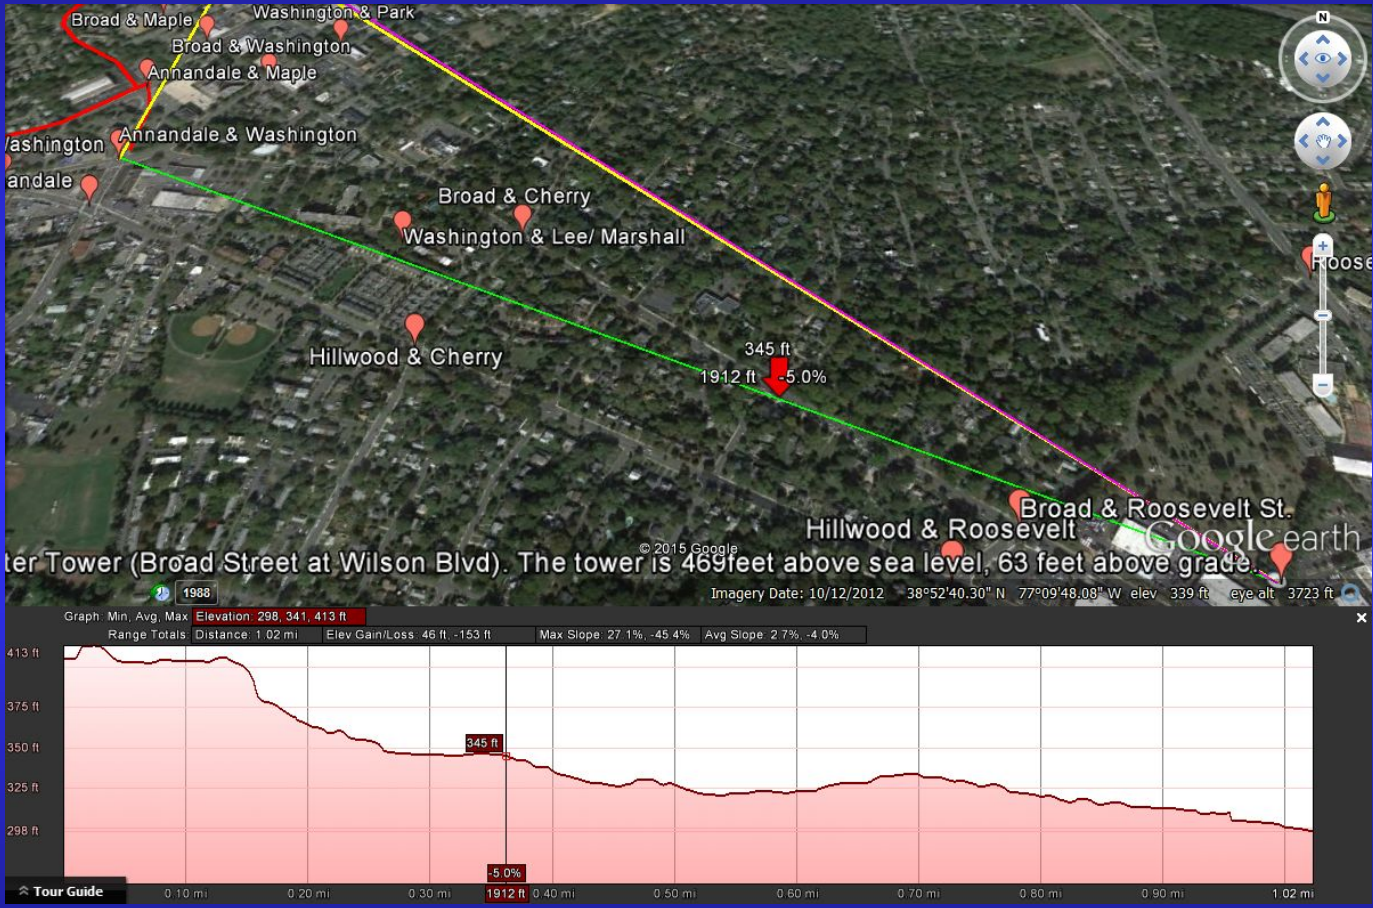 Washington & Park
Broad & Maple
Broad & Washington
Annandale & Maple
Annandale & Washington
Washington
andale
Broad & Cherry
Washington & Lee/ Marshall
Hillwood & Cherry
345 ft
1912 ft -5.0%
N
Roose
Broad & Roosevelt St.
Hillwood & Roosevelt
Google earth
© 2015 Google
ter Tower (Broad Street at Wilson Blvd). The tower is 469feet above sea level, 63 feet above grade.
1988
Imagery Date: 10/12/2012 38°52'40.30" N 77°09'48.08" W elev 339 ft eye alt 3723 ft
Graph: Min, Avg, Max Elevation: 298, 341, 413 ft
Range Totals: Distance: 1.02 mi Elev Gain/Loss: 46 ft, -153 ft Max Slope: 27.1%, -45.4% Avg Slope: 2.7%, -4.0%
413 ft
375 ft
350 ft
325 ft
298 ft
345 ft
-5.0%
Tour Guide
0.10 mi 0.20 mi 0.30 mi 1912 ft 0.40 mi 0.50 mi 0.60 mi 0.70 mi 0.80 mi 0.90 mi 1.02 mi